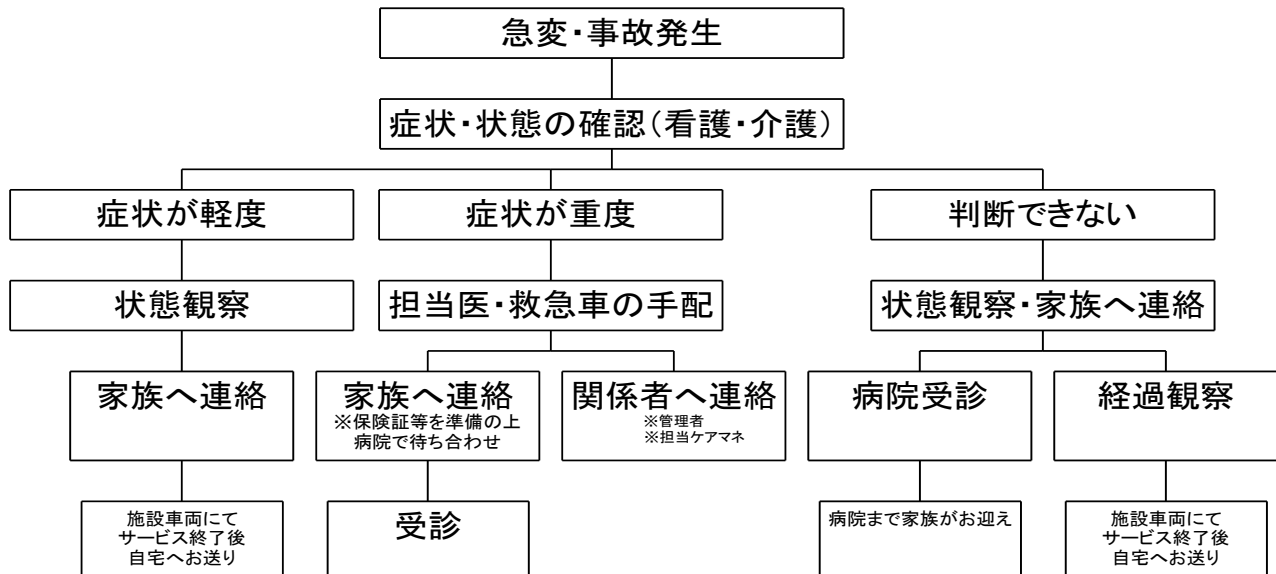 急変・事故発生
症状・状態の確認（看護・介護）
症状が軽度
症状が重度
判断できない
状態観察
担当医・救急車の手配
状態観察・家族へ連絡
家族へ連絡
家族へ連絡
※保険証等を準備の上
病院で待ち合わせ
関係者へ連絡
※管理者
※担当ケアマネ
病院受診
経過観察
施設車両にて
サービス終了後
自宅へお送り
受診
病院まで家族がお迎え
施設車両にて
サービス終了後
自宅へお送り